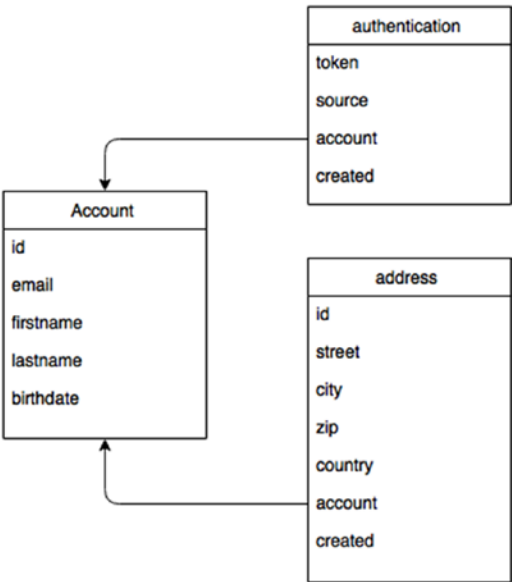 authentication
token
source
account
created
Account
id
email
firstname
lastname
birthdate
address
id
street
city
zip
country
account
created